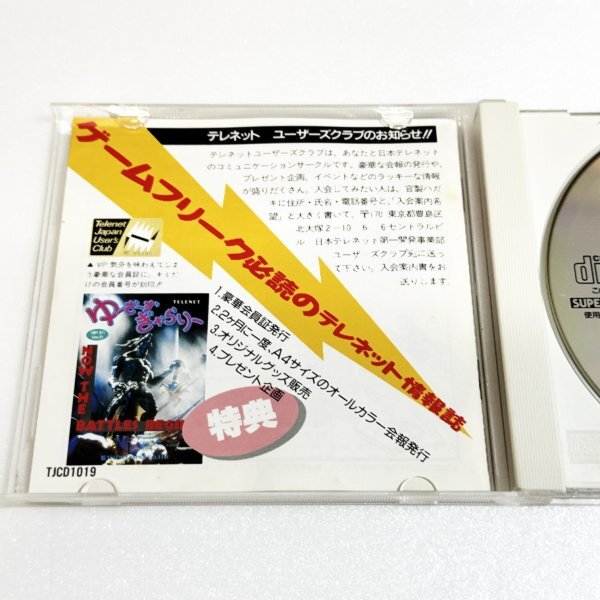 テレネット ユーザーズクラブのお知らせ!!
テレネットユーザーズクラブは、あなたと日本テレネット
のコミュニケーションサークルです。豪華な会報の発行や、
プレゼント企画、イベントなどのラッキーな情報
が盛りだくさん。入会してみたい人は、官製ハガ
キに住所・氏名・電話番号と、「入会案内希
望」と大きく書いて、〒170 東京都豊島区
北大塚2-13 6 6セントラルビ
ル 日本テレネット第一開発事業部
ユーザーズクラブ宛に送っ
て下さい。入会案内書をお
送りします。
ゲームフリーク必読のテレネット情報誌
Telenet
Japan
User's
Club
▲VIP気分を味わえてしま
う豪華な会員証に、キミだ
けの会員番号が刻印!!
1.豪華会員証発行
2.2ヶ月に一度、A4サイズのオールカラー会報発行
3.オリジナルグッズ販売
4.プレゼント企画
特典
TELENET
ゆーざーずぎゃらりー
NOW THE
BATTLES BEGIN
TJCD1019
SUPER
使用